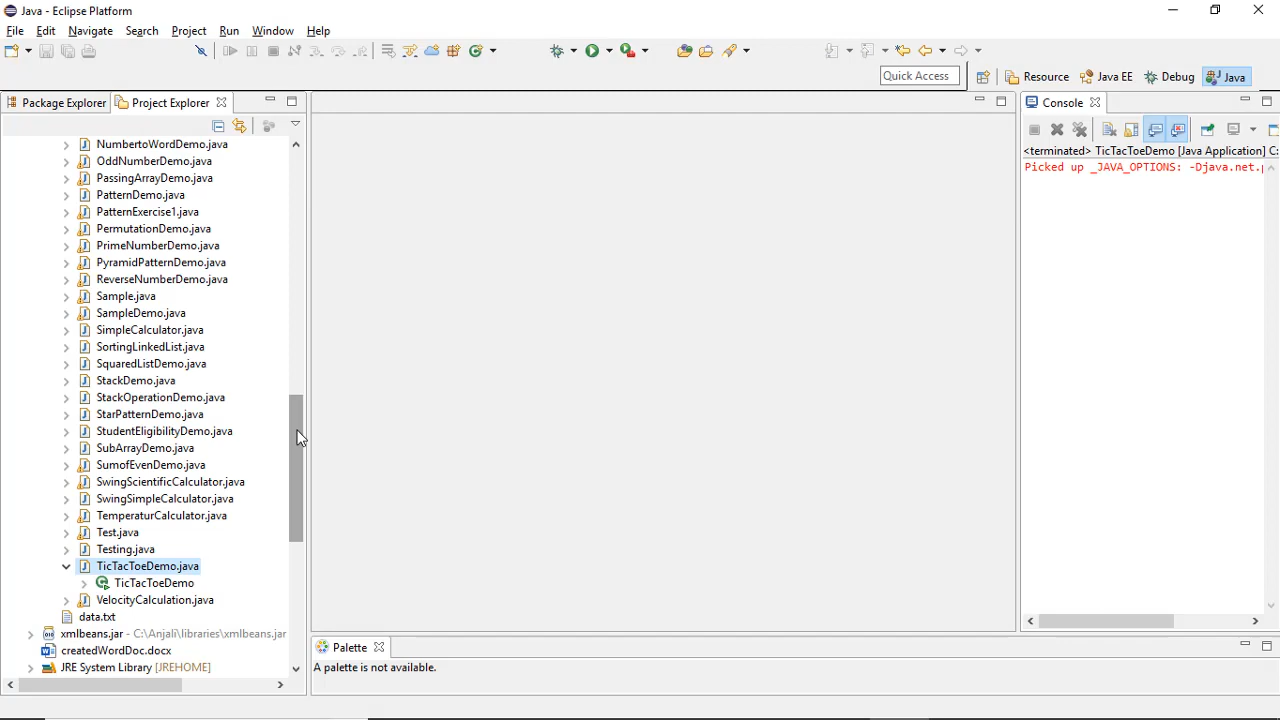 Java - Eclipse Platform
File Edit Navigate Search Project Run Window Help
Quick Access
Resource
Java EE
Debug
Java
Package Explorer
Project Explorer
NumbertoWordDemo.java
OddNumberDemo.java
PassingArrayDemo.java
PatternDemo.java
PatternExercise1.java
PermutationDemo.java
PrimeNumberDemo.java
PyramidPatternDemo.java
ReverseNumberDemo.java
Sample.java
SampleDemo.java
SimpleCalculator.java
SortingLinkedList.java
SquaredListDemo.java
StackDemo.java
StackOperationDemo.java
StarPatternDemo.java
StudentEligibilityDemo.java
SubArrayDemo.java
SumofEvenDemo.java
SwingScientificCalculator.java
SwingSimpleCalculator.java
TemperaturCalculator.java
Test.java
Testing.java
TicTacToeDemo.java
TicTacToeDemo
VelocityCalculation.java
data.txt
xmlbeans.jar - C:\Anjali\libraries\xmlbeans.jar
createdWordDoc.docx
JRE System Library [JREHOME]
Console
<terminated> TicTacToeDemo [Java Application] C:
Picked up _JAVA_OPTIONS: -Djava.net.p
Palette
A palette is not available.